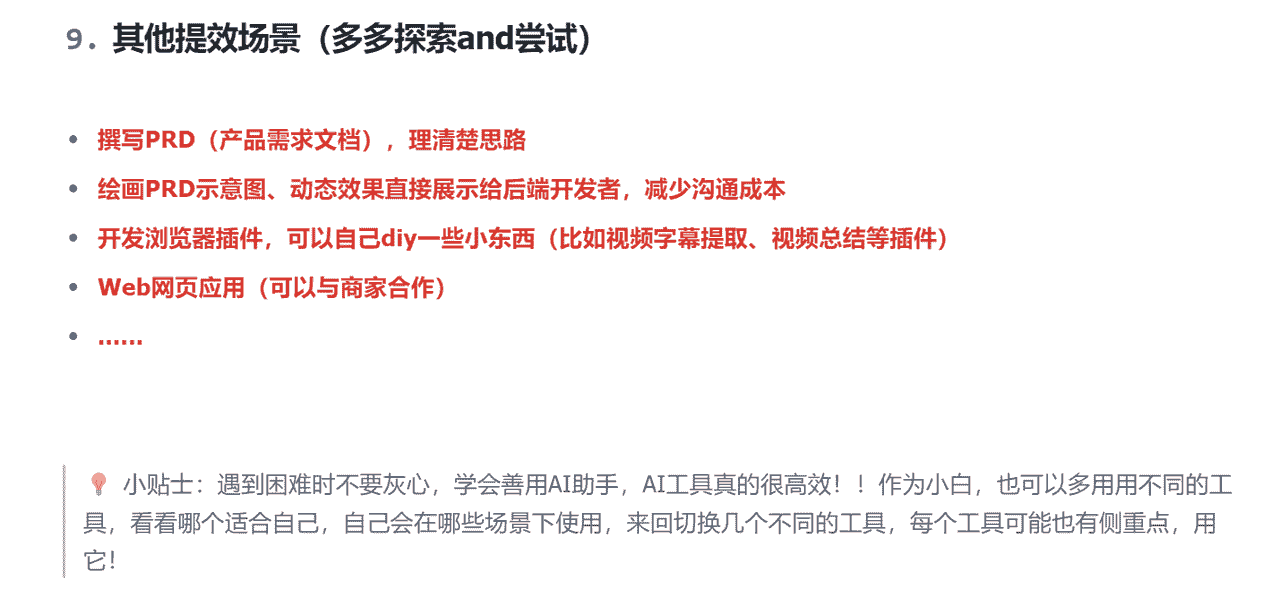 9. 其他提效场景（多多探索and尝试）
• 撰写PRD（产品需求文档），理清楚思路
• 绘画PRD示意图、动态效果直接展示给后端开发者，减少沟通成本
• 开发浏览器插件，可以自己diy一些小东西（比如视频字幕提取、视频总结等插件）
• Web网页应用（可以与商家合作）
• ......
小贴士：遇到困难时不要灰心，学会善用AI助手，AI工具真的很高效！！作为小白，也可以多用用不同的工
具，看看哪个适合自己，自己会在哪些场景下使用，来回切换几个不同的工具，每个工具可能也有侧重点，用
它！